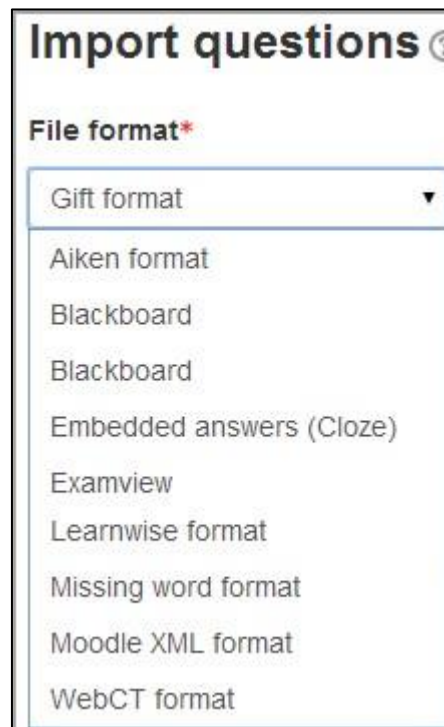 Import questions
File format*
Gift format
Aiken format
Blackboard
Blackboard
Embedded answers (Cloze)
Examview
Learnwise format
Missing word format
Moodle XML format
WebCT format